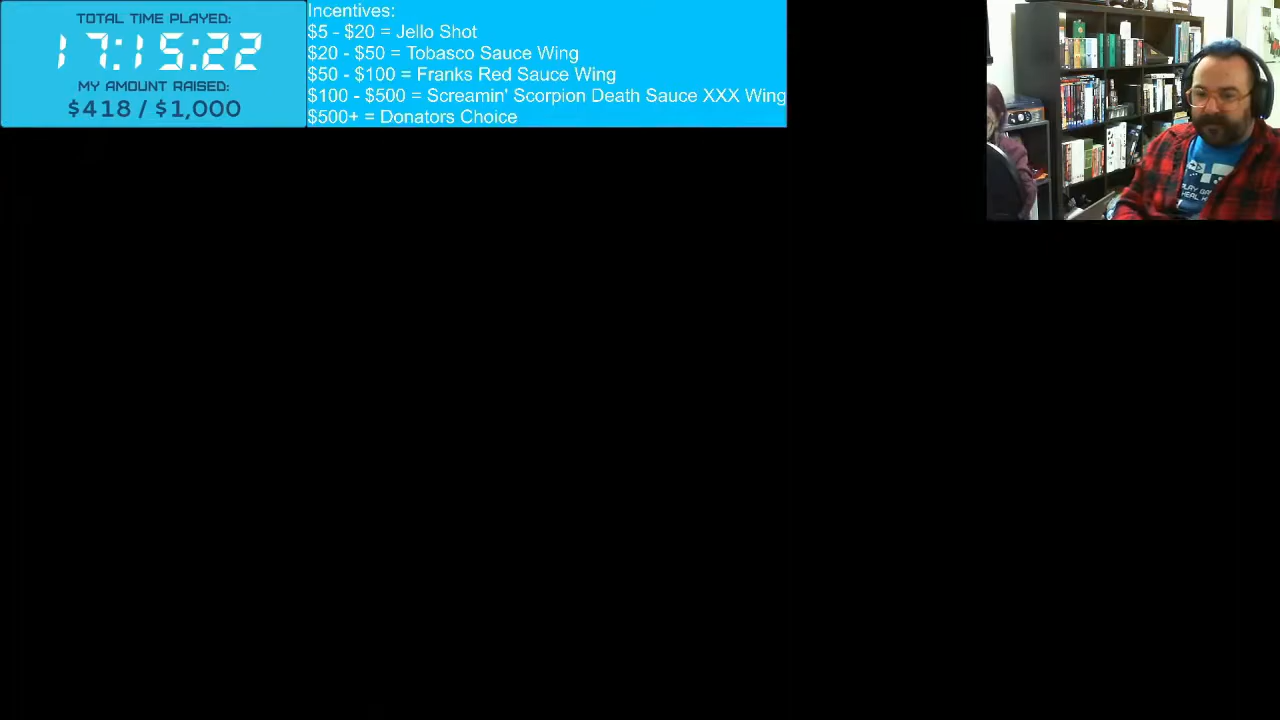 TOTAL TIME PLAYED:
17:15:22
MY AMOUNT RAISED:
$418 / $1,000
Incentives:
$5 - $20 = Jello Shot
$20 - $50 = Tobasco Sauce Wing
$50 - $100 = Franks Red Sauce Wing
$100 - $500 = Screamin' Scorpion Death Sauce XXX Wing
$500+ = Donators Choice